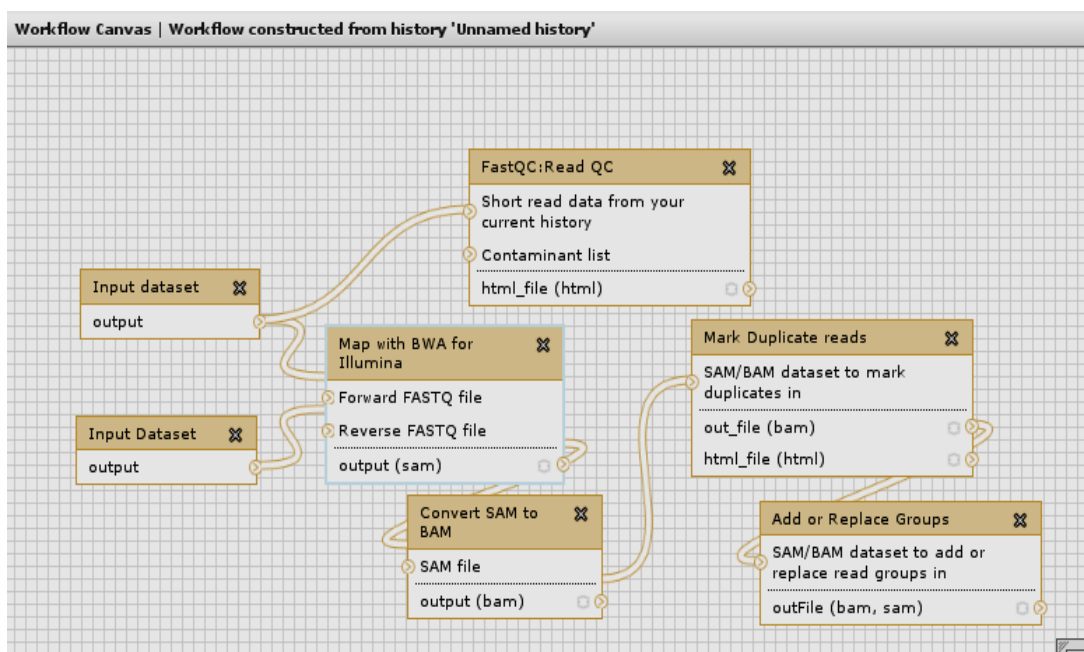 Workflow Canvas | Workflow constructed from history 'Unnamed history'
FastQC:Read QC
Short read data from your
current history
Contaminant list
html_file (html)
Input dataset
output
Map with BWA for
Illumina
Forward FASTQ file
Reverse FASTQ file
output (sam)
Input Dataset
output
Mark Duplicate reads
SAM/BAM dataset to mark
duplicates in
out_file (bam)
html_file (html)
Convert SAM to
BAM
SAM file
output (bam)
Add or Replace Groups
SAM/BAM dataset to add or
replace read groups in
outFile (bam, sam)